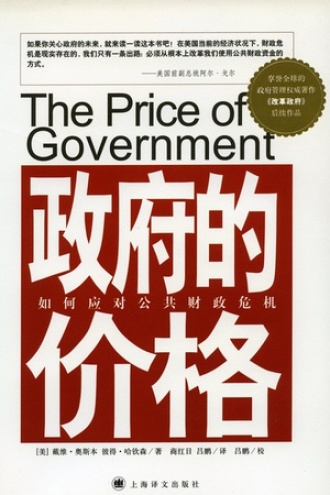 如果你关心政府的未来，就来读一读这本书吧！在美国当前的经济状况下，财政危
机是现实存在的，我们只有一条出路：必须从根本上改革我们使用公共财政资金
的方式。
——美国前副总统阿尔·戈尔
享誉全球的
政府管理权威著作
《改革政府》
后续作品
The Price of
Government
政府的
如何应对公共财政危机
价格
[美] 戴维·奥斯本 彼得·哈钦森／著 商红日 吕鹏／译 吕鹏／校
上海译文出版社